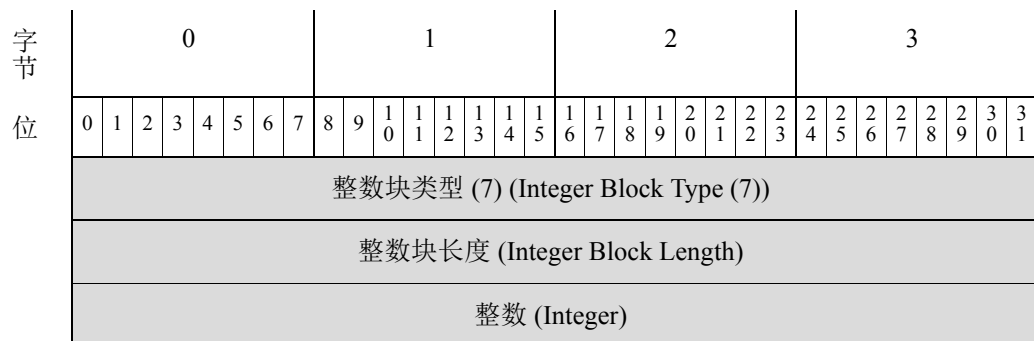 字节 0 1 2 3
位 0 1 2 3 4 5 6 7 8 9 10 11 12 13 14 15 16 17 18 19 20 21 22 23 24 25 26 27 28 29 30 31
整数块类型 (7) (Integer Block Type (7))
整数块长度 (Integer Block Length)
整数 (Integer)